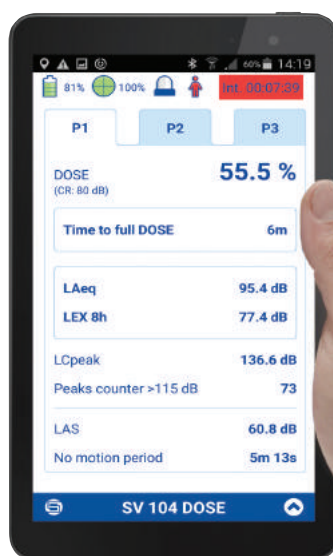 60% 14:19
81% 100% Int. 00:07:39
P1 P2 P3
DOSE 55.5 %
(CR: 80 dB)
Time to full DOSE 6m
LAeq 95.4 dB
LEX 8h 77.4 dB
LCpeak 136.6 dB
Peaks counter >115 dB 73
LAS 60.8 dB
No motion period 5m 13s
SV 104 DOSE